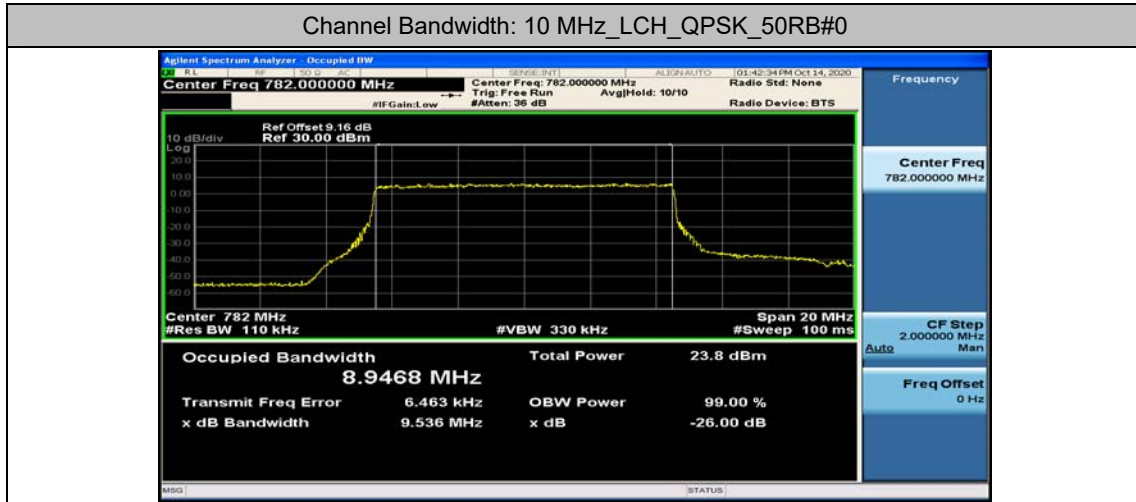 Channel Bandwidth: 10 MHz_LCH_QPSK_50RB#0
Agilent Spectrum Analyzer - Occupied BW
RL RF 50 Ω AC SENSE:INT ALIGN AUTO 01:42:34 PM Oct 14, 2020
Center Freq 782.000000 MHz
Center Freq: 782.000000 MHz
Radio Std: None
Trig: Free Run
Avg|Hold: 10/10
#IFGain:Low
#Atten: 36 dB
Radio Device: BTS
Ref Offset 9.16 dB
10 dB/div
Ref 30.00 dBm
Log
20.0
10.0
0.00
-10.0
-20.0
-30.0
-40.0
-50.0
-60.0
Center 782 MHz
Span 20 MHz
#Res BW 110 kHz
#VBW 330 kHz
#Sweep 100 ms
Occupied Bandwidth
Total Power
23.8 dBm
8.9468 MHz
Transmit Freq Error
6.463 kHz
OBW Power
99.00 %
x dB Bandwidth
9.536 MHz
x dB
-26.00 dB
MSG
STATUS
Frequency
Center Freq
782.000000 MHz
CF Step
2.000000 MHz
Auto Man
Freq Offset
0 Hz